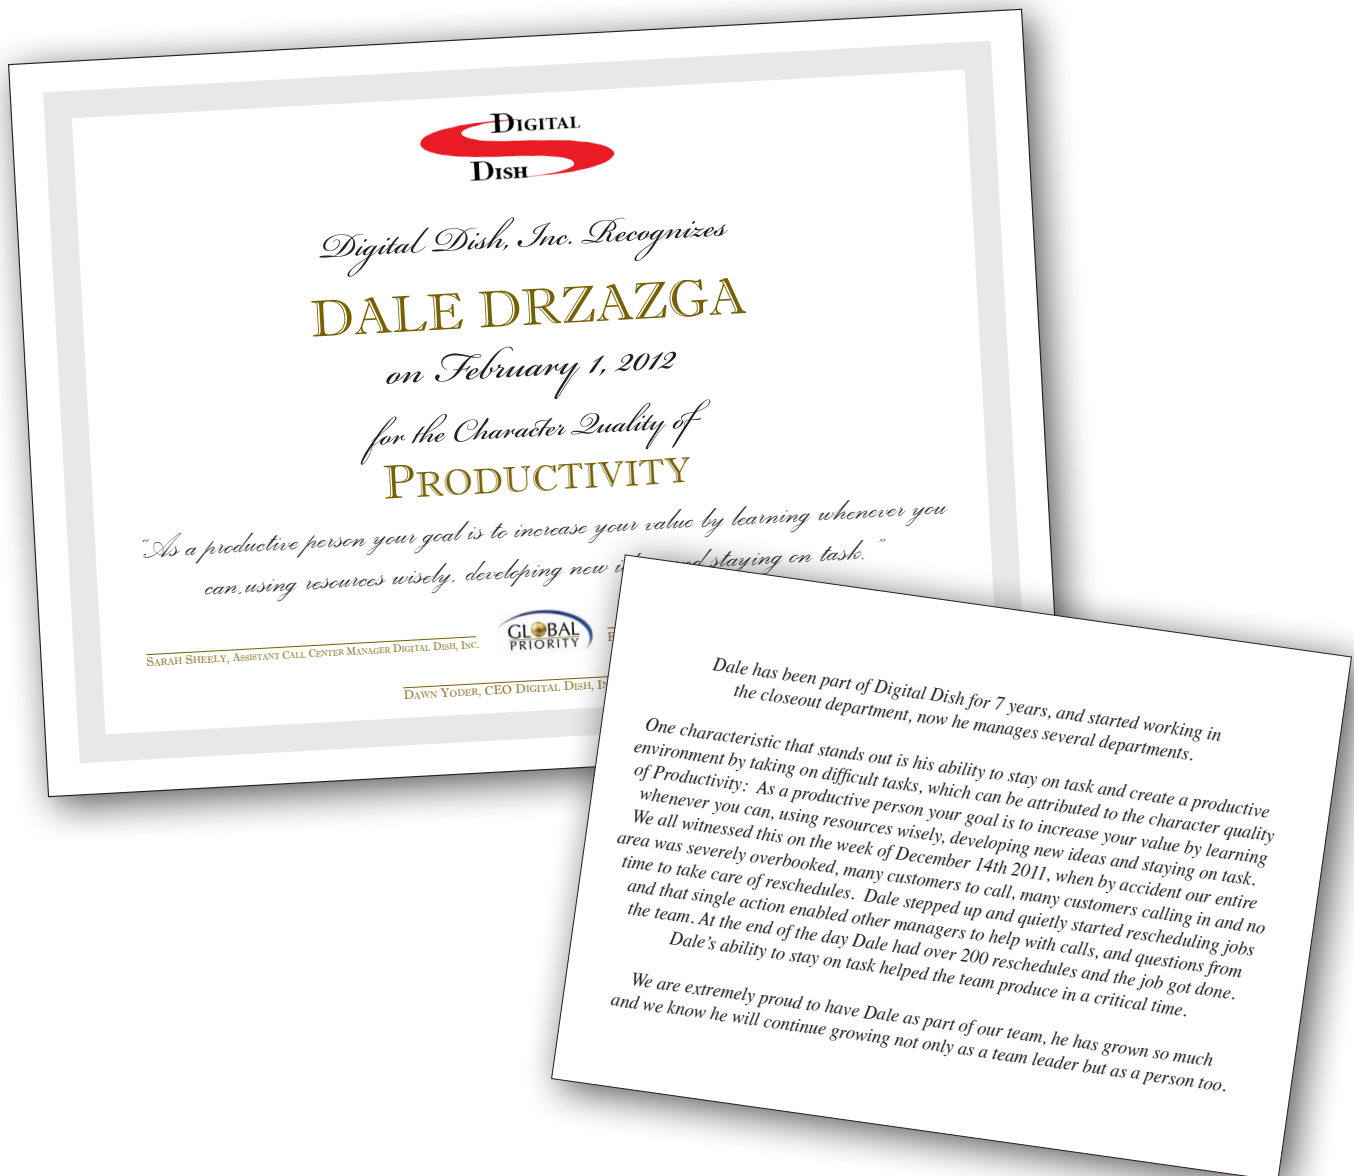 DIGITAL
DISH
Digital Dish, Inc. Recognizes
DALE DRZAZGA
on February 1, 2012
for the Character Quality of
PRODUCTIVITY
“As a productive person your goal is to increase your value by learning whenever you
can, using resources wisely, developing new staying on task.”
SARAH SHEELY, ASSISTANT CALL CENTER MANAGER DIGITAL DISH, INC.
GLOBAL
PRIORITY
DAWN YODER, CEO DIGITAL DISH,
Dale has been part of Digital Dish for 7 years, and started working in
the closeout department, now he manages several departments.
One characteristic that stands out is his ability to stay on task and create a productive
environment by taking on difficult tasks, which can be attributed to the character quality
of Productivity: As a productive person your goal is to increase your value by learning
whenever you can, using resources wisely, developing new ideas and staying on task.
We all witnessed this on the week of December 14th 2011, when by accident our entire
area was severely overbooked, many customers to call, many customers calling in and no
time to take care of reschedules. Dale stepped up and quietly started rescheduling jobs
and that single action enabled other managers to help with calls, and questions from
the team. At the end of the day Dale had over 200 reschedules and the job got done.
Dale’s ability to stay on task helped the team produce in a critical time.
We are extremely proud to have Dale as part of our team, he has grown so much
and we know he will continue growing not only as a team leader but as a person too.